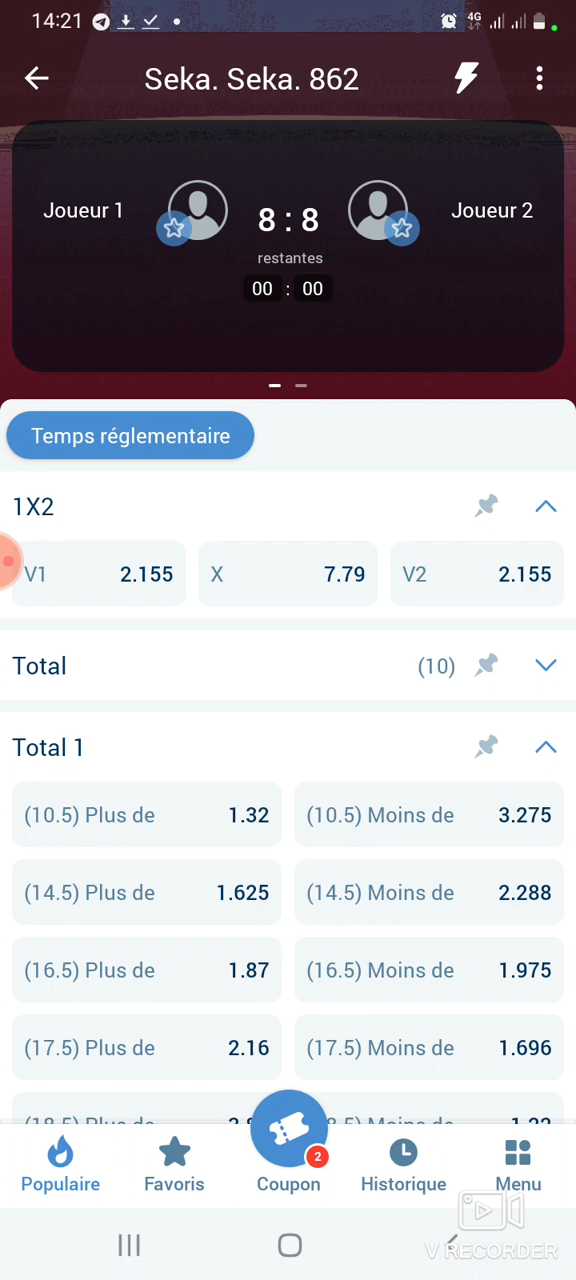 14:21 4G
Seka. Seka. 862
Joueur 1 8 : 8 Joueur 2
restantes
00 : 00
Temps réglementaire
1X2
V1 2.155 X 7.79 V2 2.155
Total (10)
Total 1
(10.5) Plus de 1.32 (10.5) Moins de 3.275
(14.5) Plus de 1.625 (14.5) Moins de 2.288
(16.5) Plus de 1.87 (16.5) Moins de 1.975
(17.5) Plus de 2.16 (17.5) Moins de 1.696
2
Populaire Favoris Coupon Historique Menu
V RECORDER